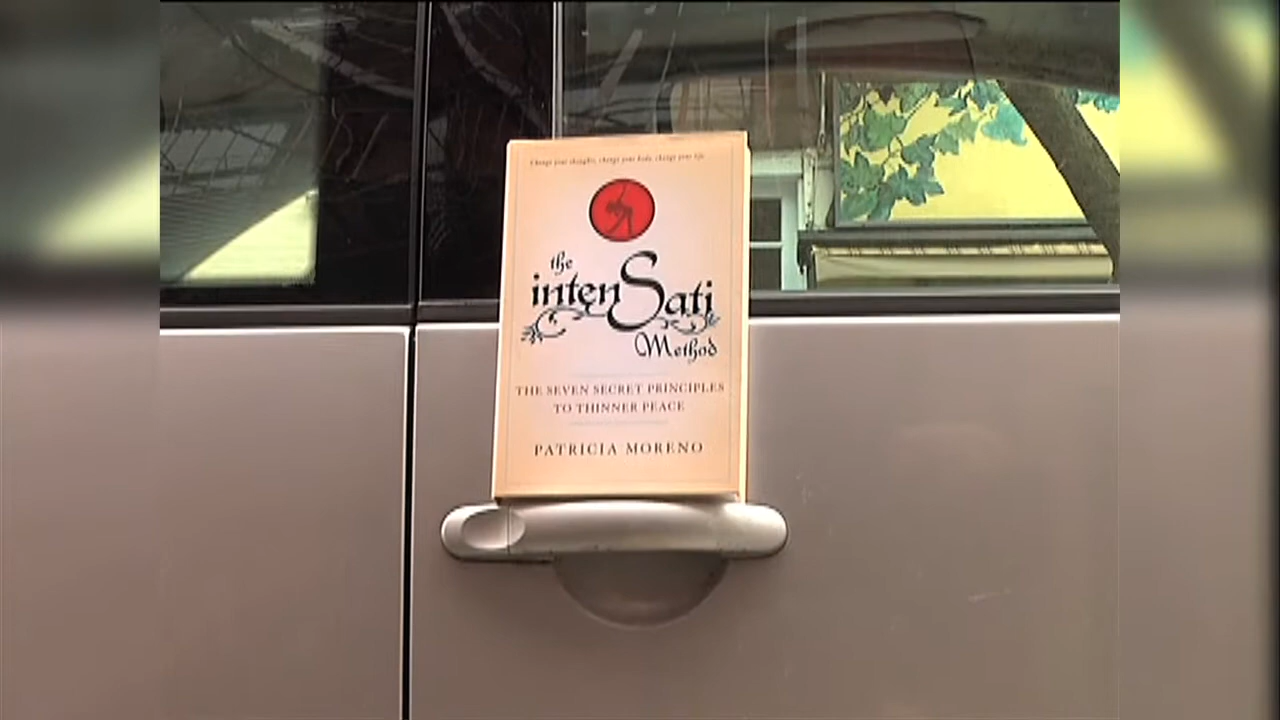 Change your thoughts, change your body, change your life
the
intenSati
Method
THE SEVEN SECRET PRINCIPLES
TO THINNER PEACE
PATRICIA MORENO